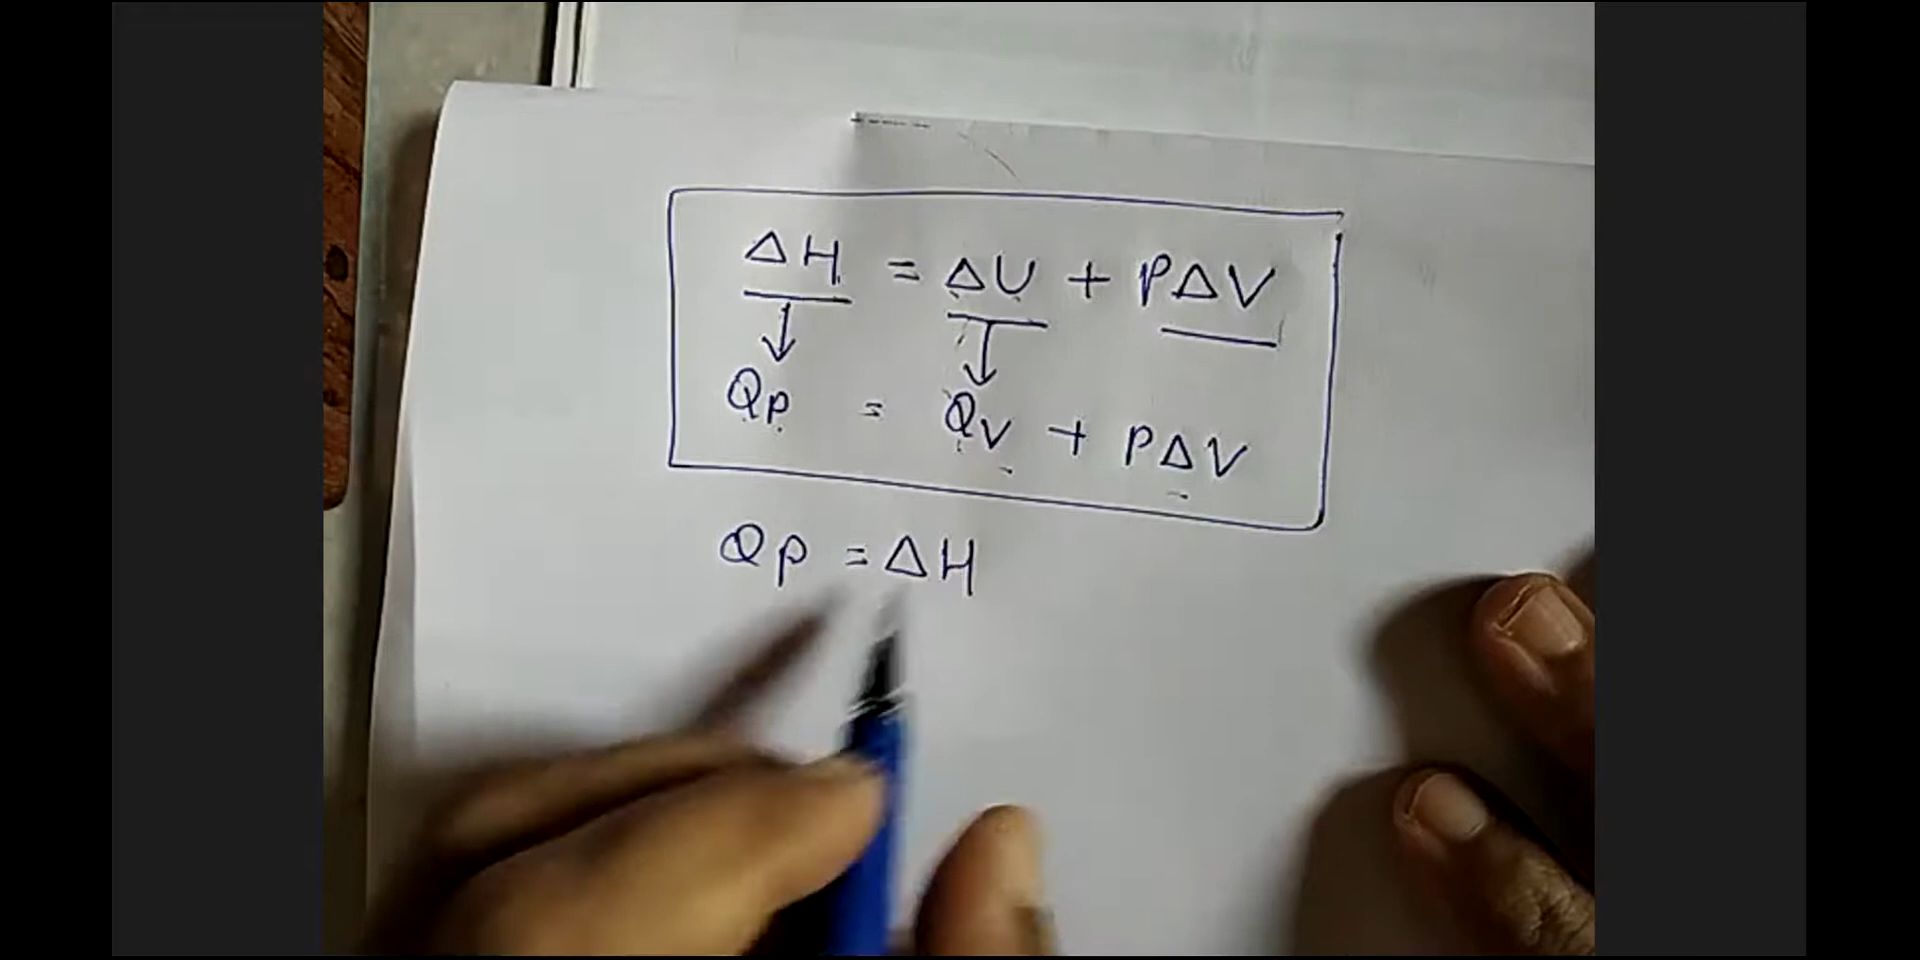 ΔH = ΔU + PΔV
Qp = Qv + PΔV
Qp = ΔH